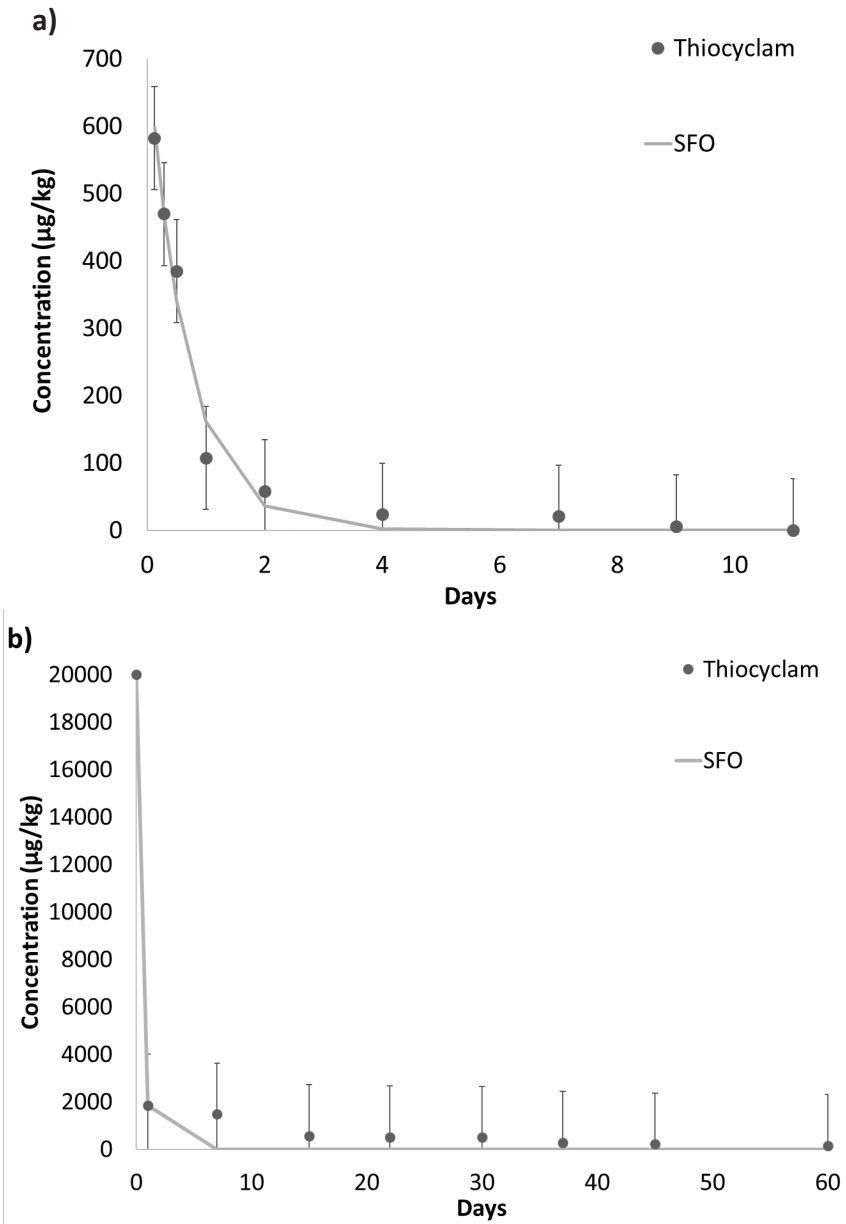 a)
700
600
500
400
300
200
100
0
Concentration (µg/kg)
0 2 4 6 8 10
Days
Thiocyclam
SFO
b)
20000
18000
16000
14000
12000
10000
8000
6000
4000
2000
0
Concentration (µg/kg)
0 10 20 30 40 50 60
Days
Thiocyclam
SFO